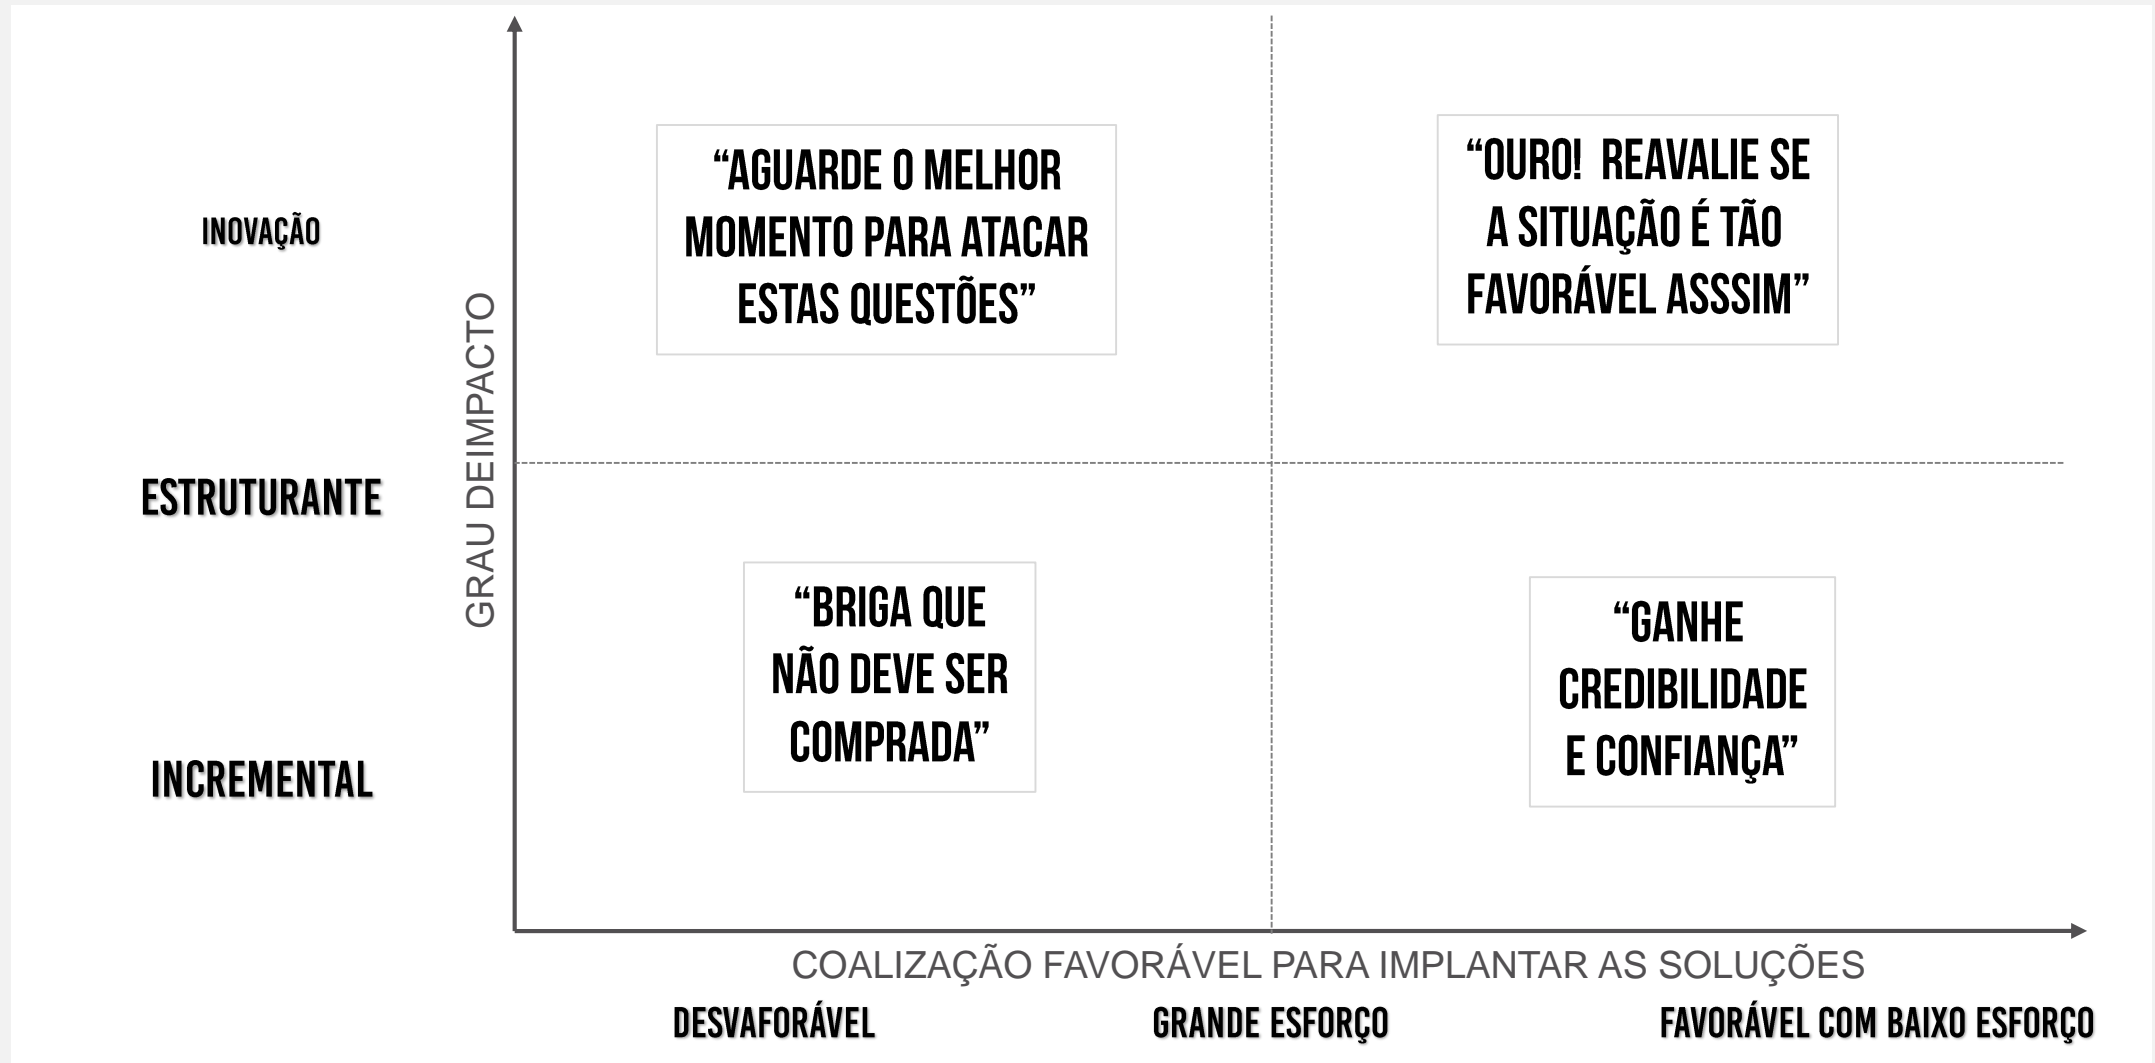 “AGUARDE O MELHOR
MOMENTO PARA ATACAR
ESTAS QUESTÕES”
“OURO!  REAVALIE SE
A SITUAÇÃO É TÃO
FAVORÁVEL ASSSIM”
INOVAÇÃO
GRAU DEIMPACTO
ESTRUTURANTE
“BRIGA QUE
NÃO DEVE SER
COMPRADA”
“GANHE
CREDIBILIDADE
E CONFIANÇA”
INCREMENTAL
COALIZAÇÃO FAVORÁVEL PARA IMPLANTAR AS SOLUÇÕES
DESVAFORÁVEL
GRANDE ESFORÇO
FAVORÁVEL COM BAIXO ESFORÇO